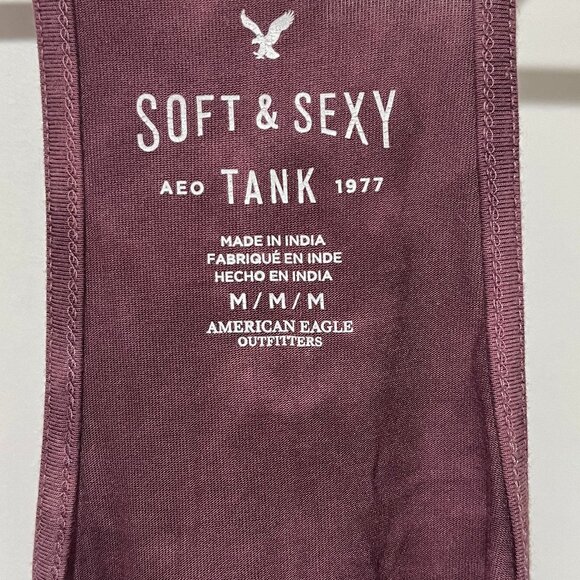 SOFT & SEXY
AEO TANK 1977
MADE IN INDIA
FABRIQUÉ EN INDE
HECHO EN INDIA
M/M/M
AMERICAN EAGLE
OUTFITTERS